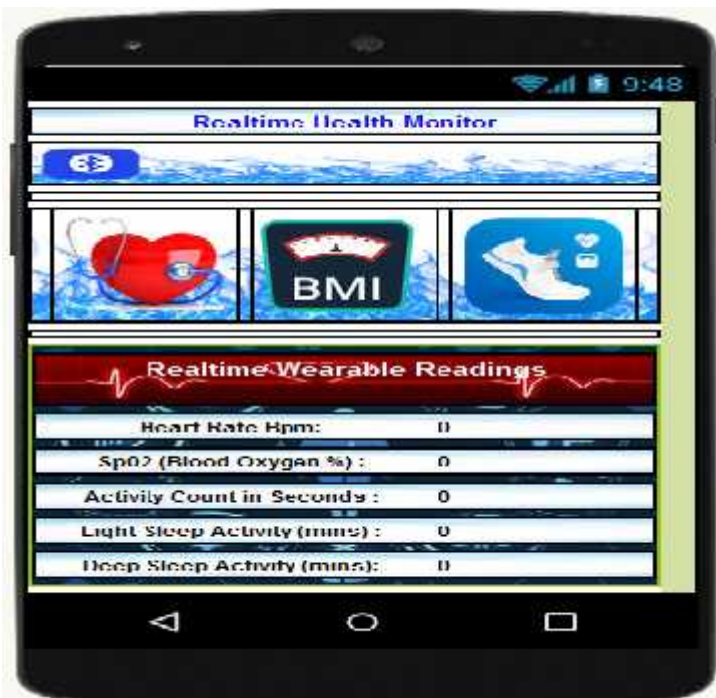 9:48
Realtime Health Monitor
BMI
Realtime Wearable Readings
Heart Rate Bpm: 0
Sp02 (Blood Oxygen %) : 0
Activity Count in Seconds : 0
Light Sleep Activity (mins) : 0
Deep Sleep Activity (mins): 0